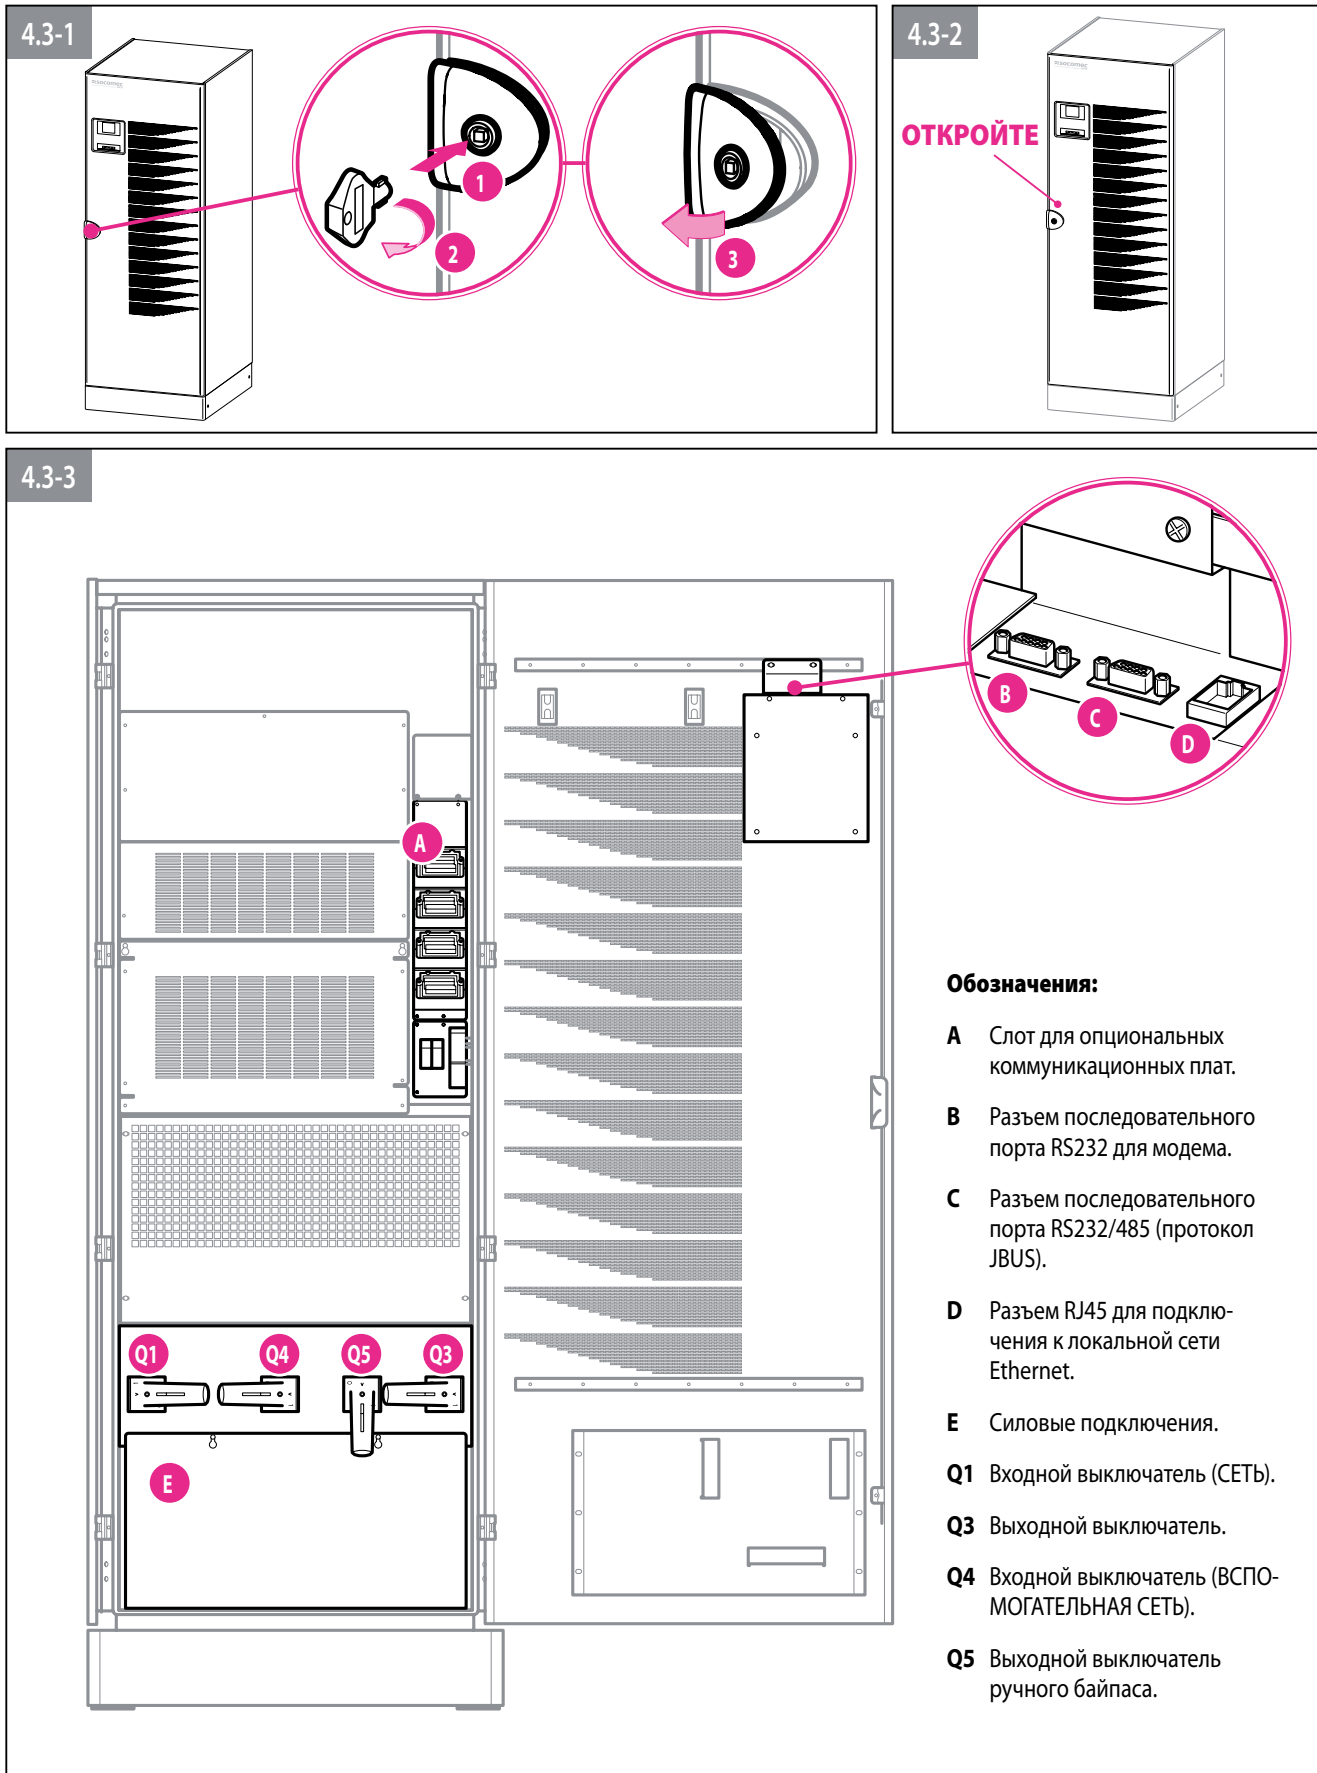 4.3-1
socomec
1
2
3
4.3-2
socomec
ОТКРОЙТЕ
4.3-3
B
C
D
A
Q1
Q4
Q5
Q3
E
Обозначения:
A Слот для опциональных
коммуникационных плат.
B Разъем последовательного
порта RS232 для модема.
C Разъем последовательного
порта RS232/485 (протокол
JBUS).
D Разъем RJ45 для подклю-
чения к локальной сети
Ethernet.
E Силовые подключения.
Q1 Входной выключатель (СЕТЬ).
Q3 Выходной выключатель.
Q4 Входной выключатель (ВСПО-
МОГАТЕЛЬНАЯ СЕТЬ).
Q5 Выходной выключатель
ручного байпаса.